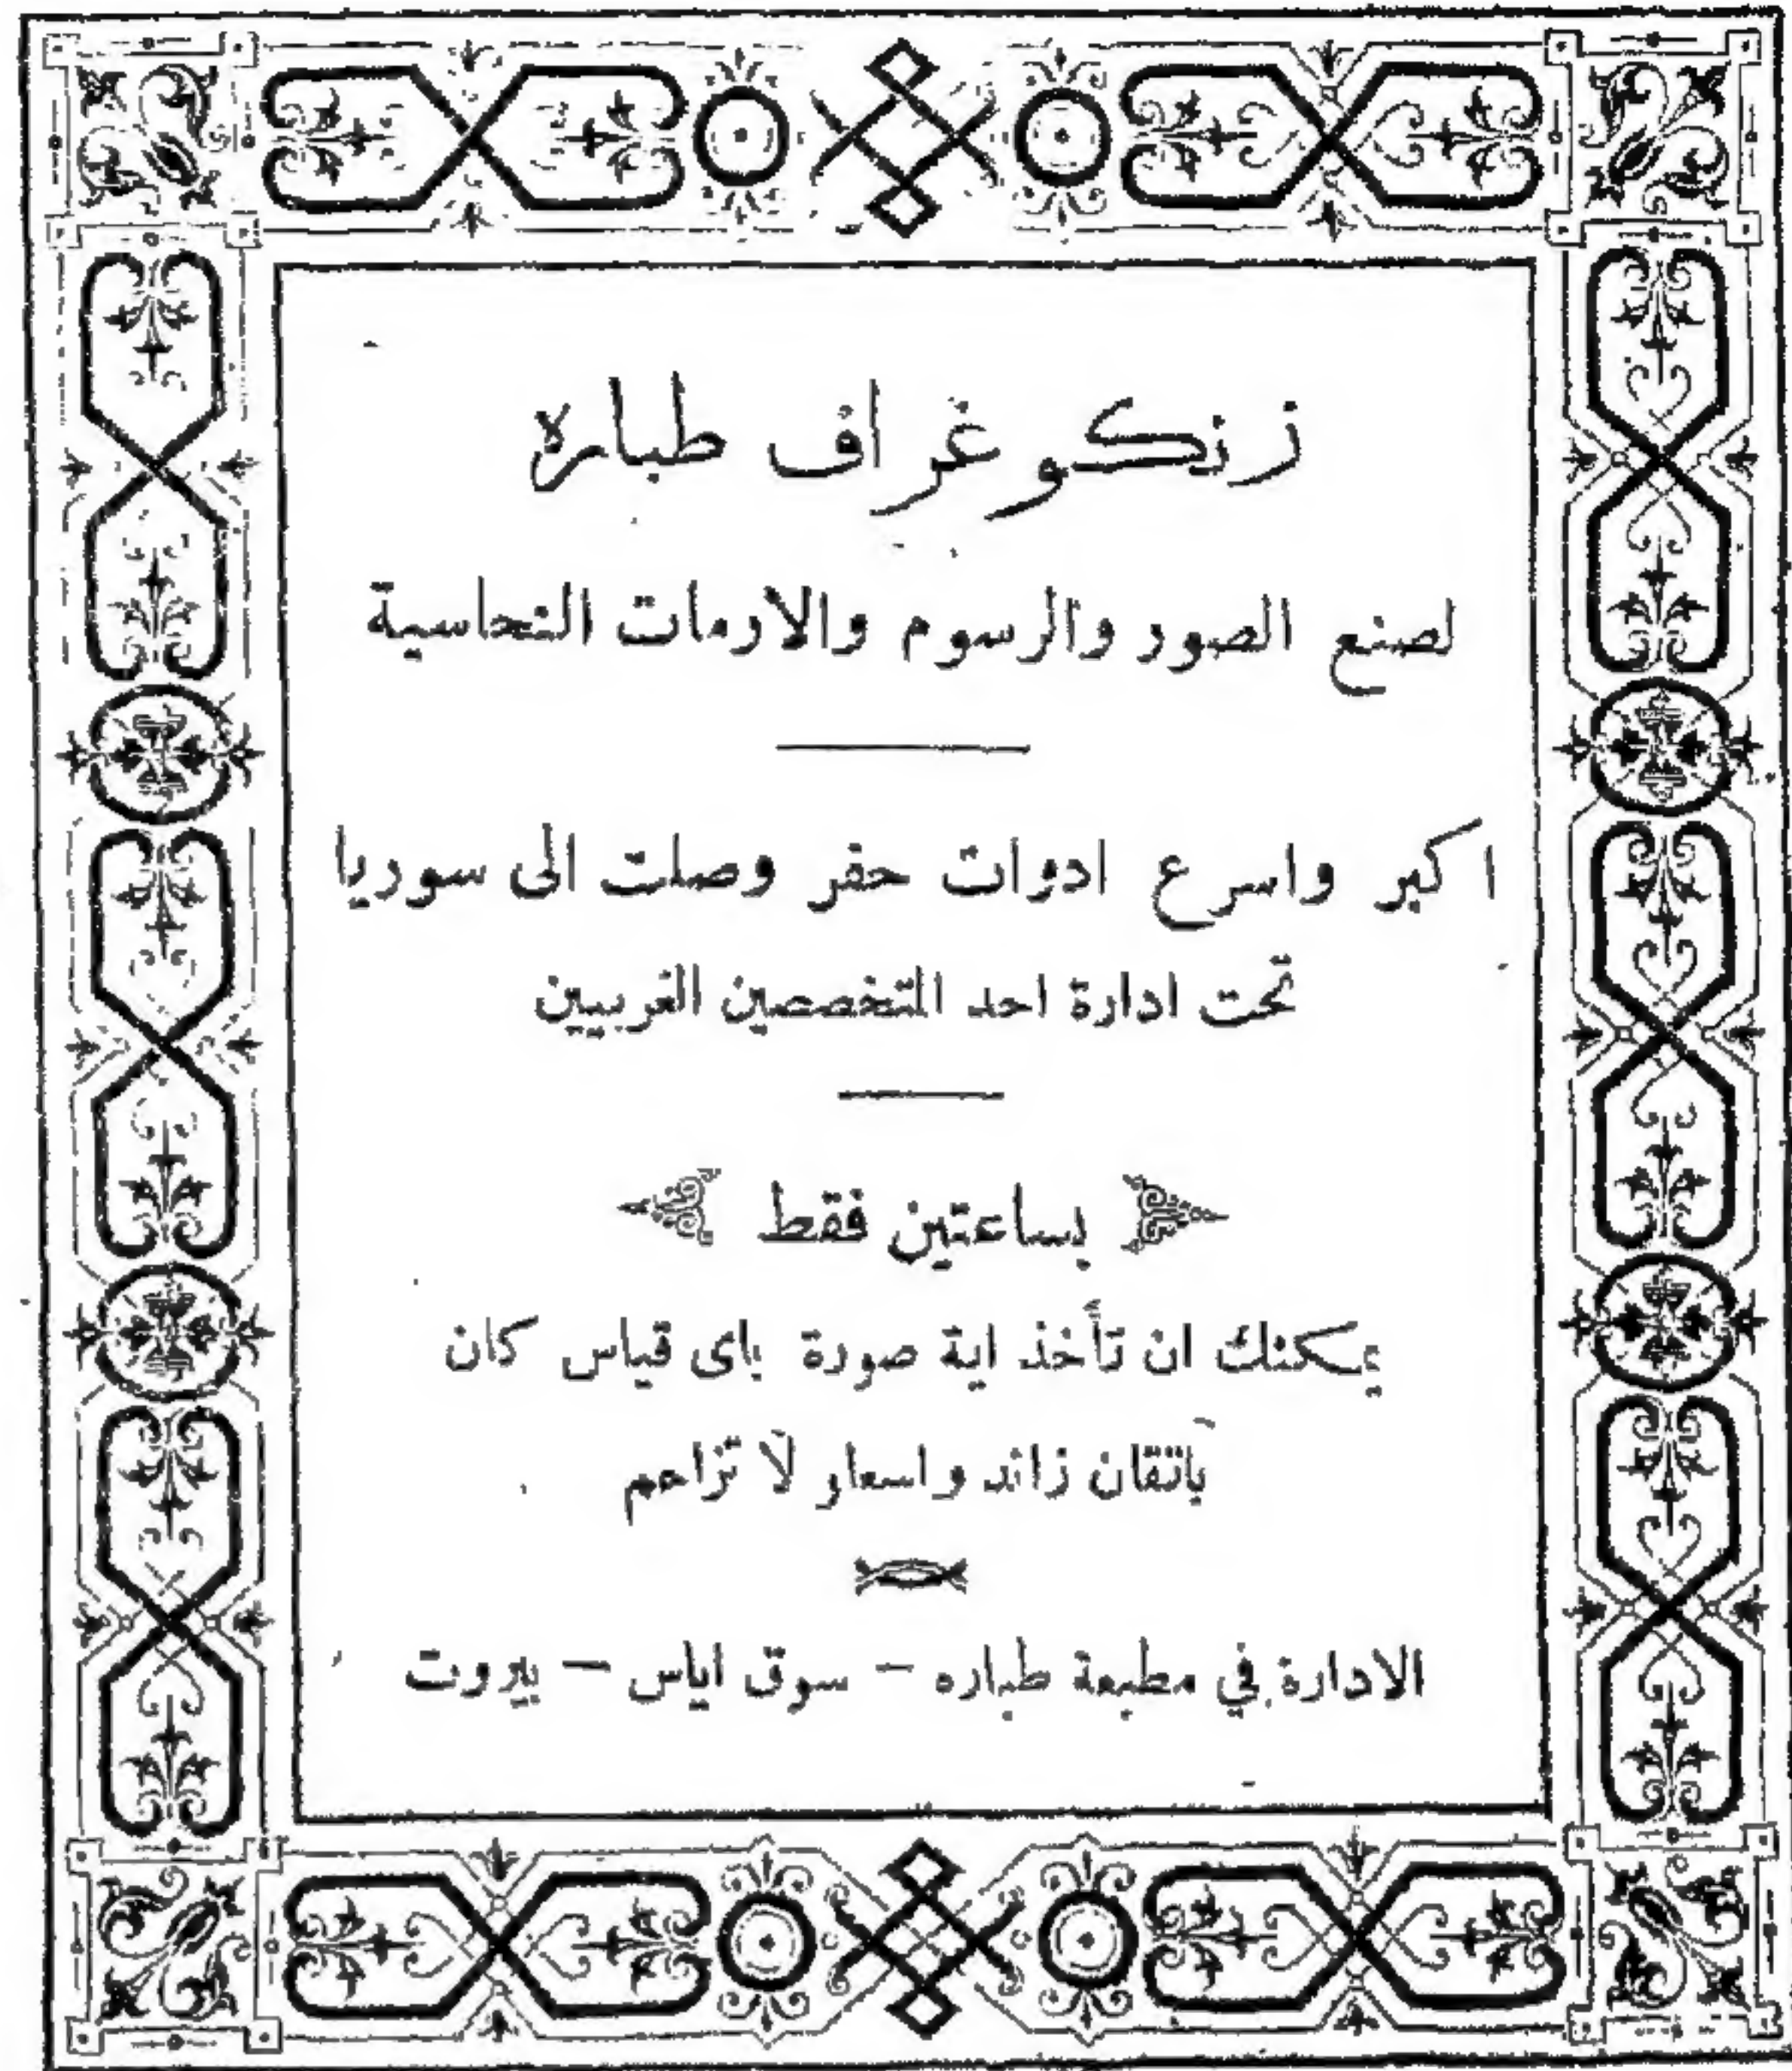 زنكوغراف طباره
لصنع الصور والرسوم والارمات النحاسية
اكبر واسرع ادوات حفر وصلت الى سوريا
تحت ادارة احد المتخصصين الغربيين
بساعتين فقط
يمكنك ان تأخذ اية صورة باى قياس كان
باتقان زائد واسعار لا تزاحم
الادارة في مطبعة طباره – سوق اياس – بيروت